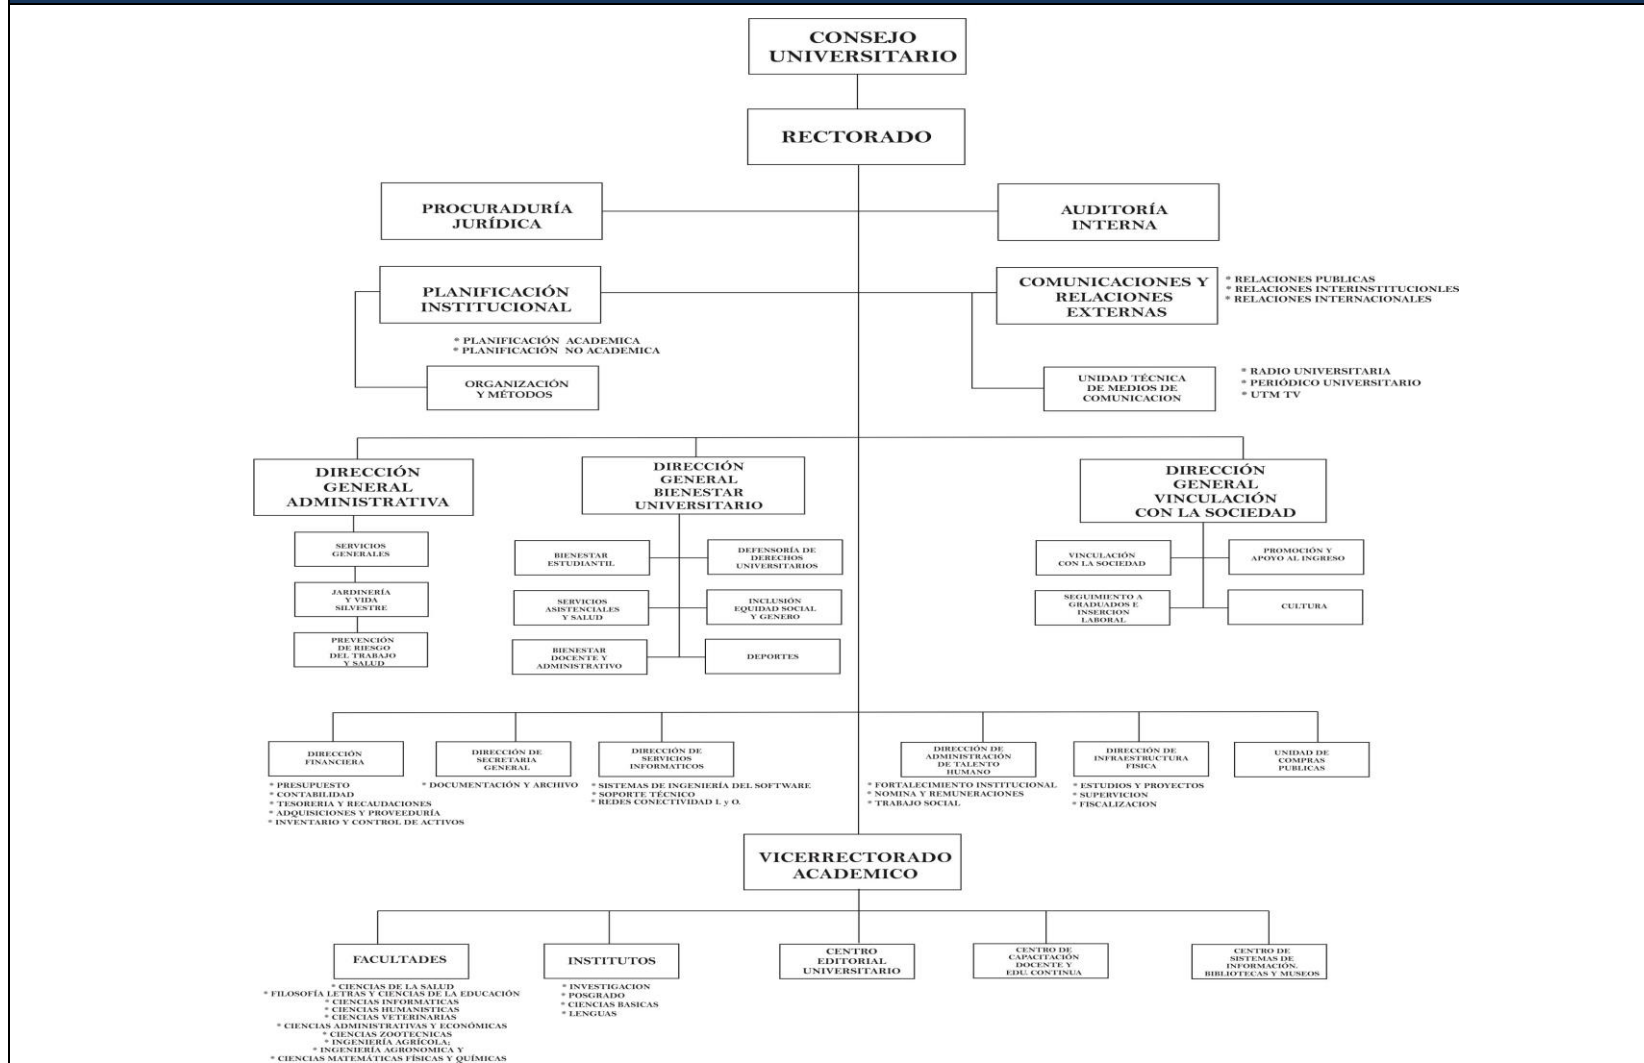 CONSEJO
UNIVERSITARIO
RECTORADO
PROCURADURÍA
JURÍDICA
AUDITORÍA
INTERNA
PLANIFICACIÓN
INSTITUCIONAL
COMUNICACIONES Y
RELACIONES
EXTERNAS
* RELACIONES PUBLICAS
* RELACIONES INTERINSTITUCIONLES
* RELACIONES INTERNACIONALES
* PLANIFICACIÓN ACADEMICA
* PLANIFICACIÓN NO ACADEMICA
ORGANIZACIÓN
Y MÉTODOS
UNIDAD TÉCNICA
DE MEDIOS DE
COMUNICACION
* RADIO UNIVERSITARIA
* PERIÓDICO UNIVERSITARIO
* UTM TV
DIRECCIÓN
GENERAL
ADMINISTRATIVA
DIRECCIÓN
GENERAL
BIENESTAR
UNIVERSITARIO
DIRECCIÓN
GENERAL
VINCULACIÓN
CON LA SOCIEDAD
SERVICIOS
GENERALES
JARDINERÍA
Y VIDA
SILVESTRE
PREVENCIÓN
DE RIESGO
DEL TRABAJO
Y SALUD
BIENESTAR
ESTUDIANTIL
DEFENSORÍA DE
DERECHOS
UNIVERSITARIOS
SERVICIOS
ASISTENCIALES
Y SALUD
INCLUSIÓN
EQUIDAD SOCIAL
Y GENERO
BIENESTAR
DOCENTE Y
ADMINISTRATIVO
DEPORTES
VINCULACIÓN
CON LA SOCIEDAD
PROMOCIÓN Y
APOYO AL INGRESO
SEGUIMIENTO A
GRADUADOS E
INSERCION
LABORAL
CULTURA
DIRECCIÓN
FINANCIERA
* PRESUPUESTO
* CONTABILIDAD
* TESORERIA Y RECAUDACIONES
* ADQUISICIONES Y PROVEEDURÍA
* INVENTARIO Y CONTROL DE ACTIVOS
DIRECCIÓN DE
SECRETARIA
GENERAL
* DOCUMENTACIÓN Y ARCHIVO
DIRECCIÓN DE
SERVICIOS
INFORMATICOS
* SISTEMAS DE INGENIERÍA DEL SOFTWARE
* SOPORTE TÉCNICO
* REDES CONECTIVIDAD I. y O.
DIRECCIÓN DE
ADMINISTRACIÓN
DE TALENTO
HUMANO
* FORTALECIMIENTO INSTITUCIONAL
* NOMINA Y REMUNERACIONES
* TRABAJO SOCIAL
DIRECCIÓN DE
INFRAESTRUCTURA
FISICA
* ESTUDIOS Y PROYECTOS
* SUPERVICION
* FISCALIZACION
UNIDAD DE
COMPRAS
PUBLICAS
VICERRECTORADO
ACADEMICO
FACULTADES
* CIENCIAS DE LA SALUD
* FILOSOFÍA LETRAS Y CIENCIAS DE LA EDUCACIÓN
* CIENCIAS INFORMATICAS
* CIENCIAS HUMANISTICAS
* CIENCIAS VETERINARIAS
* CIENCIAS ADMINISTRATIVAS Y ECONÓMICAS
* CIENCIAS ZOOTECNICAS
* INGENIERÍA AGRÍCOLA;
* INGENIERÍA AGRONOMICA Y
* CIENCIAS MATEMÁTICAS FÍSICAS Y QUÍMICAS
INSTITUTOS
* INVESTIGACION
* POSGRADO
* CIENCIAS BASICAS
* LENGUAS
CENTRO
EDITORIAL
UNIVERSITARIO
CENTRO DE
CAPACITACIÓN
DOCENTE Y
EDU. CONTINUA
CENTRO DE
SISTEMAS DE
INFORMACIÓN.
BIBLIOTECAS Y MUSEOS